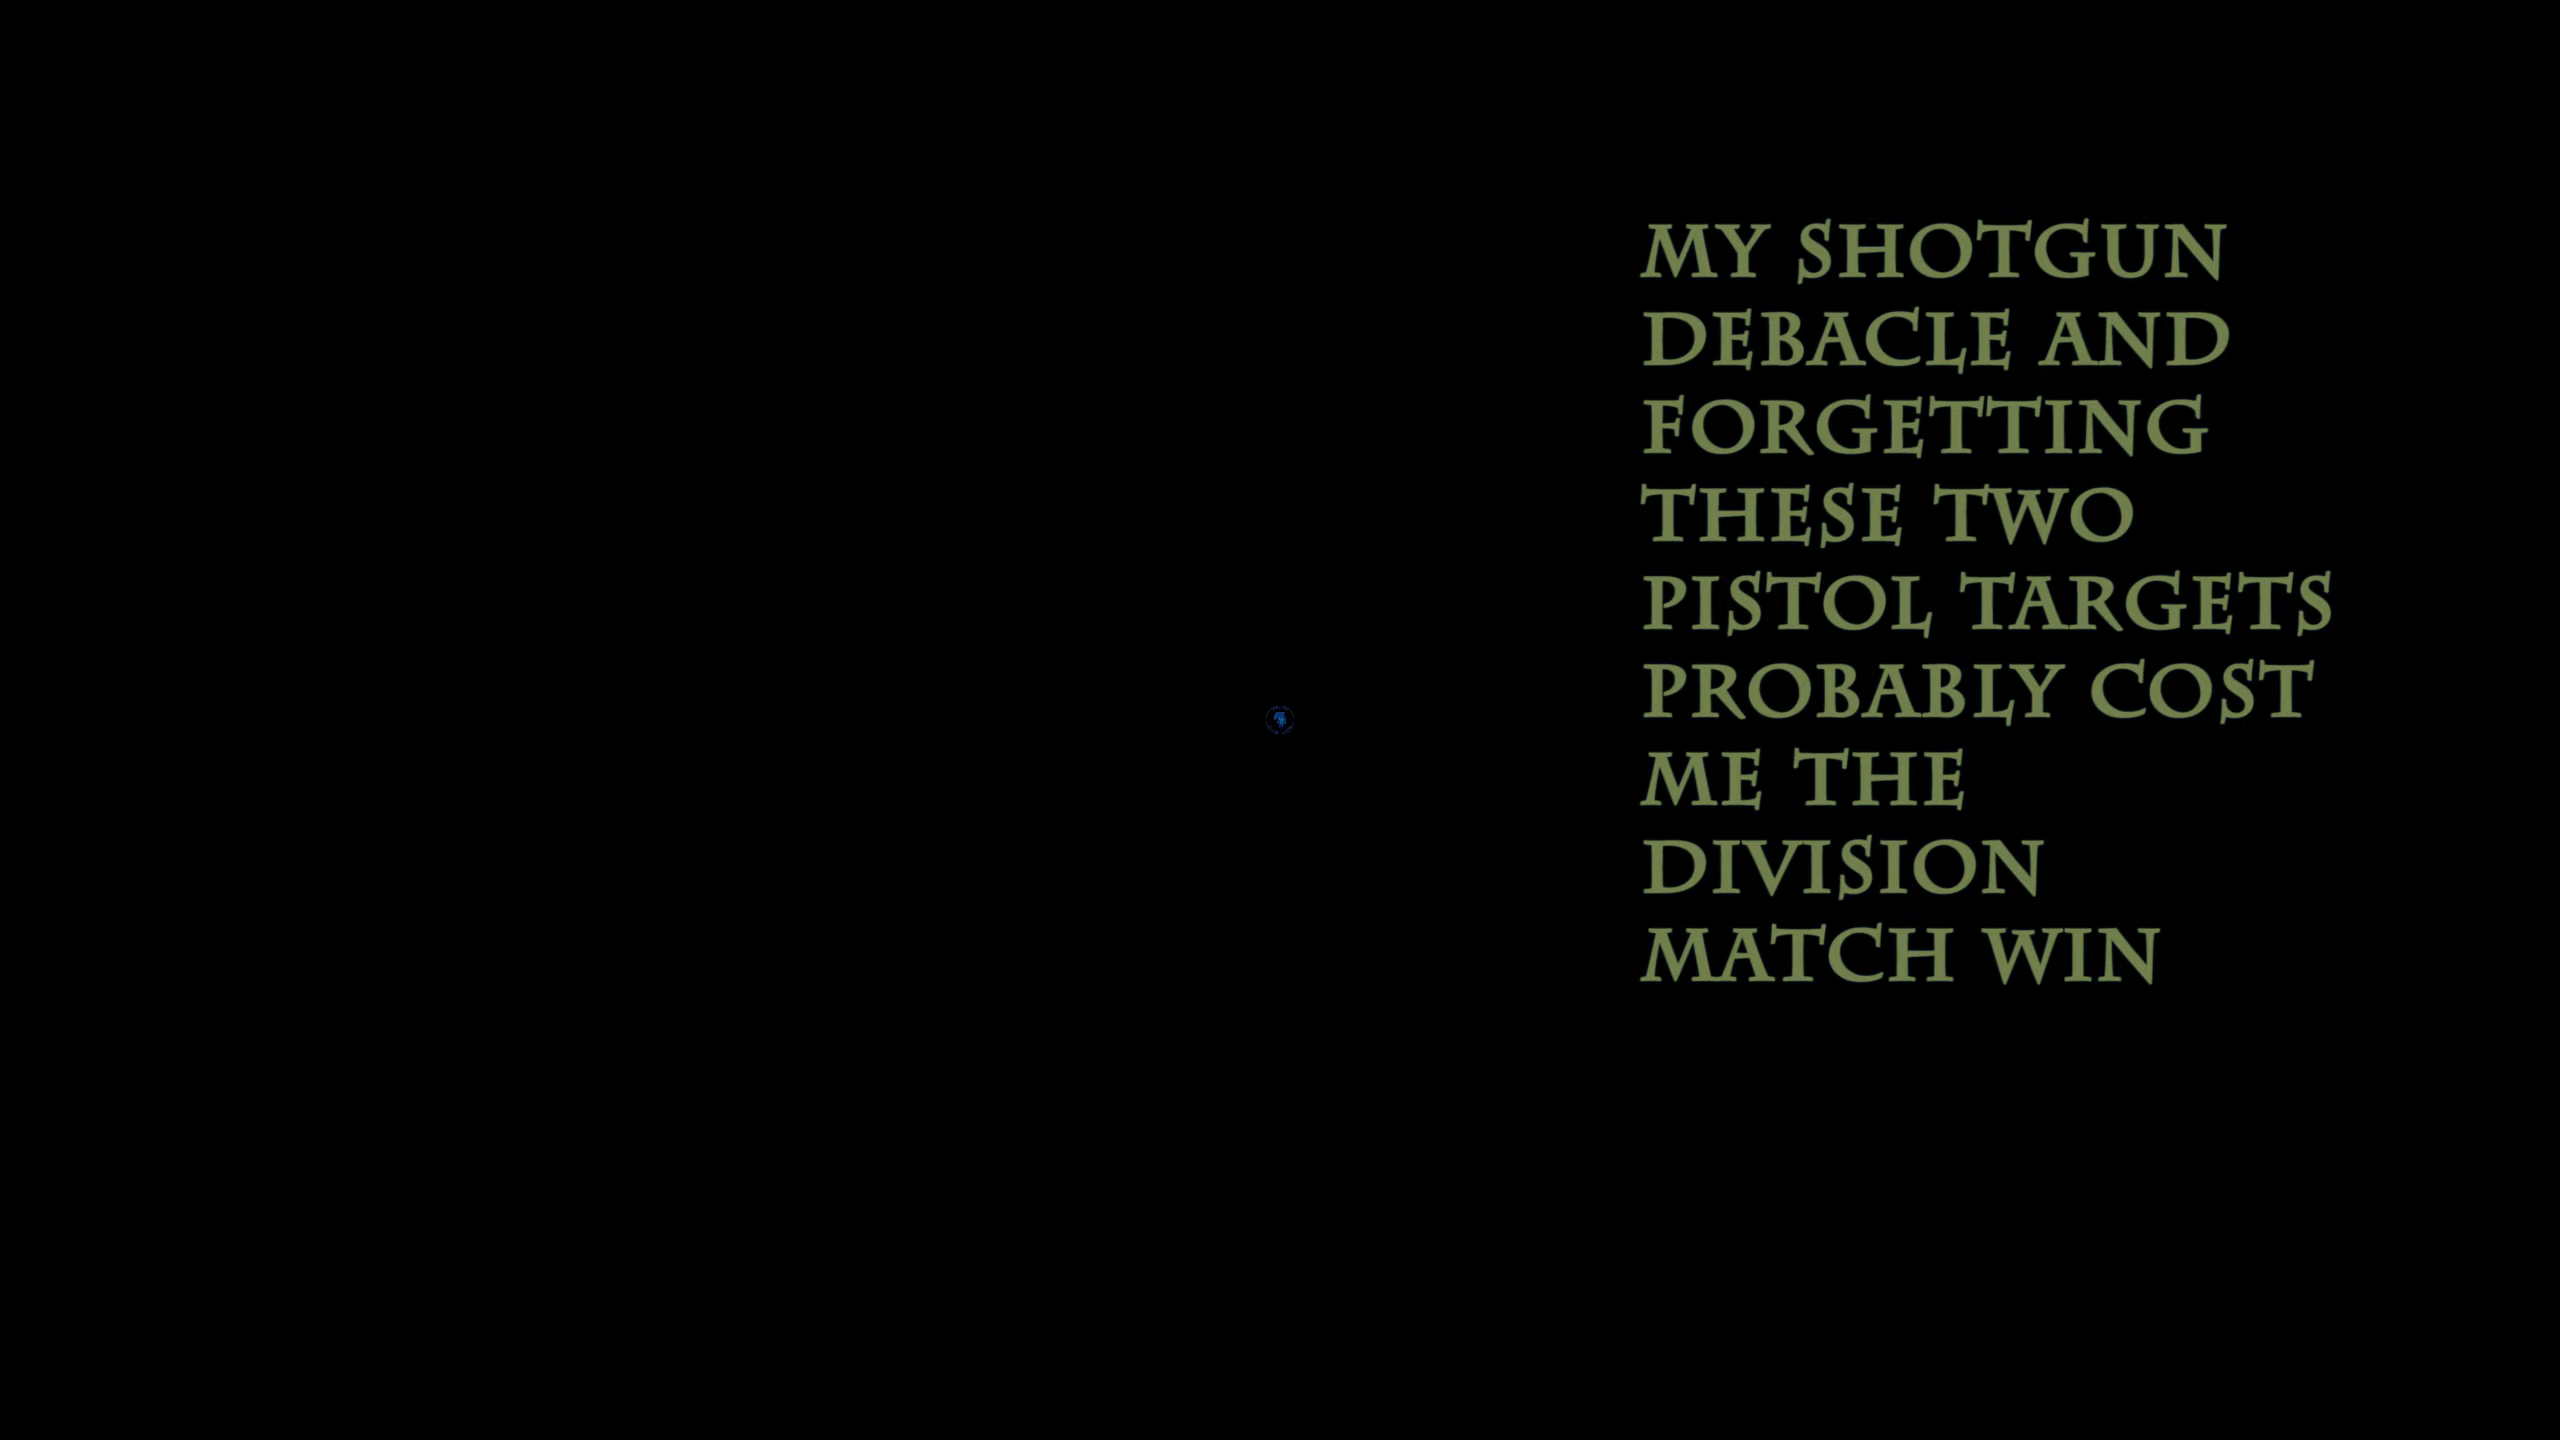 MY SHOTGUN
DEBACLE AND
FORGETTING
THESE TWO
PISTOL TARGETS
PROBABLY COST
ME THE
DIVISION
MATCH WIN